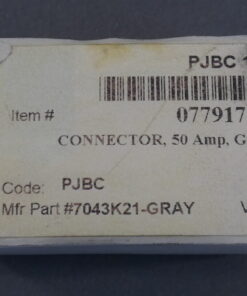 PJBC 1
Item # 077917
CONNECTOR, 50 Amp, G
Code: PJBC
Mfr Part #7043K21-GRAY V